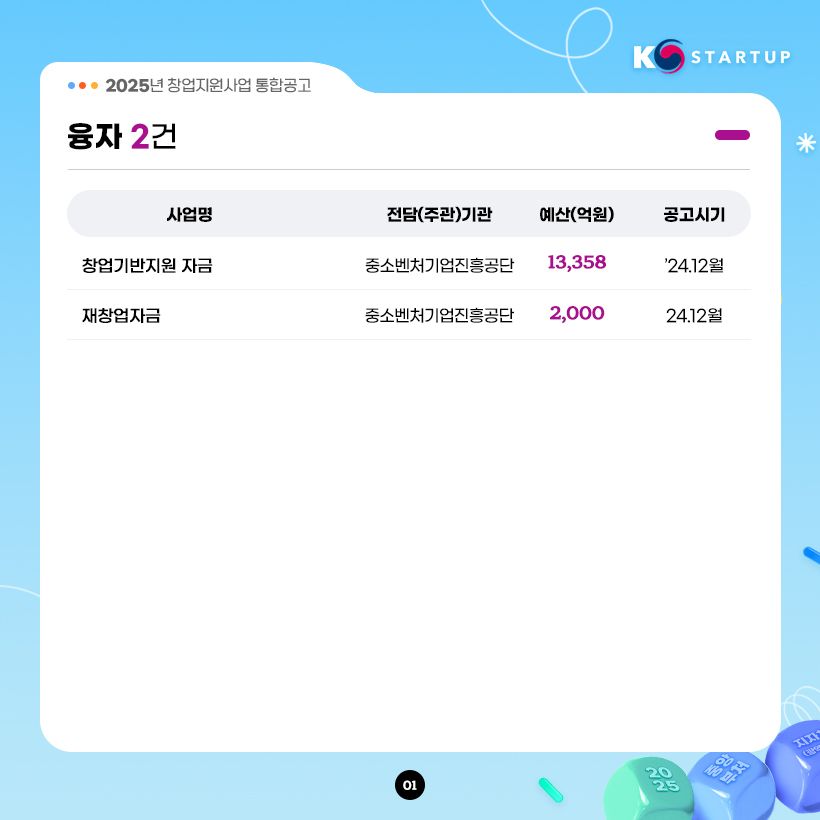 K STARTUP
2025년 창업지원사업 통합공고
융자 2건
사업명 전담(주관)기관 예산(억원) 공고시기
창업기반지원 자금 중소벤처기업진흥공단 13,358 ’24.12월
재창업자금 중소벤처기업진흥공단 2,000 24.12월
01
2025